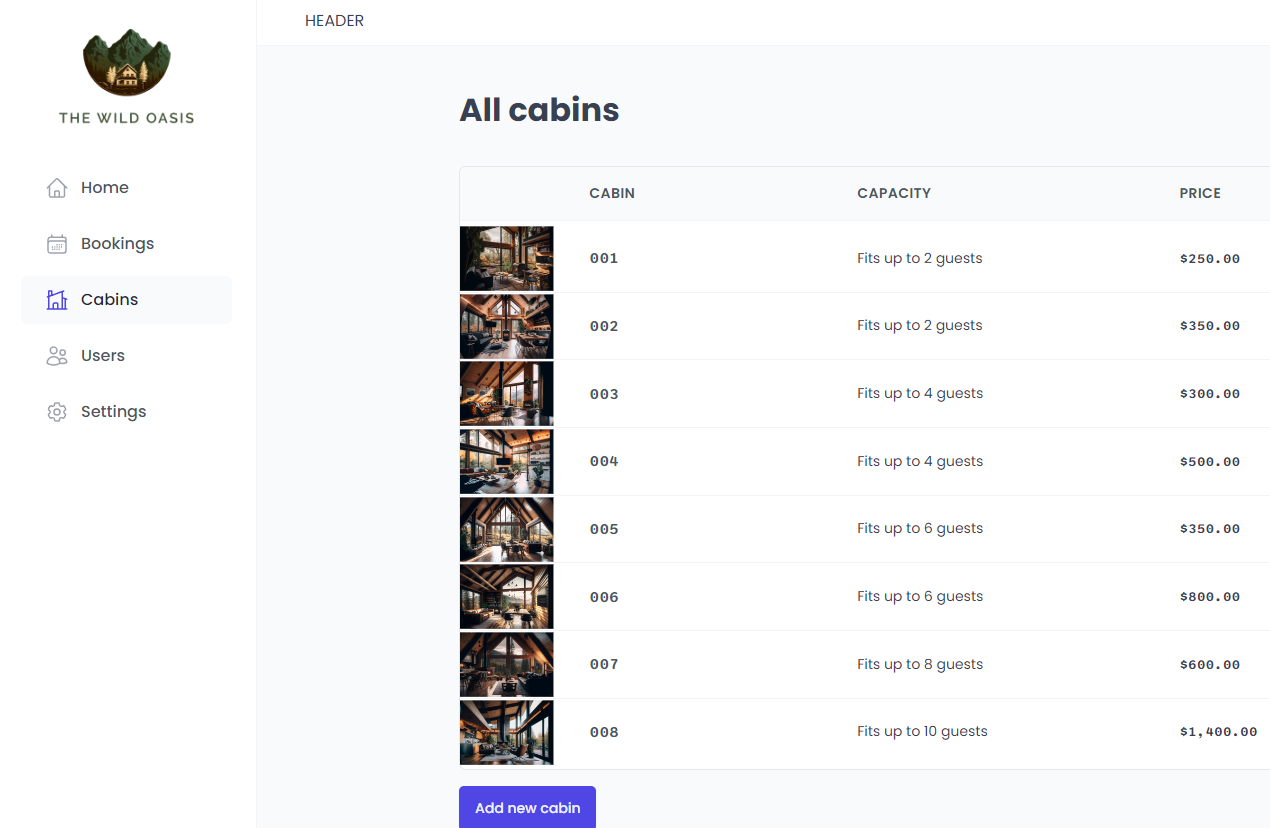 HEADER
THE WILD OASIS
Home
Bookings
Cabins
Users
Settings
All cabins
CABIN CAPACITY PRICE
001 Fits up to 2 guests $250.00
002 Fits up to 2 guests $350.00
003 Fits up to 4 guests $300.00
004 Fits up to 4 guests $500.00
005 Fits up to 6 guests $350.00
006 Fits up to 6 guests $800.00
007 Fits up to 8 guests $600.00
008 Fits up to 10 guests $1,400.00
Add new cabin